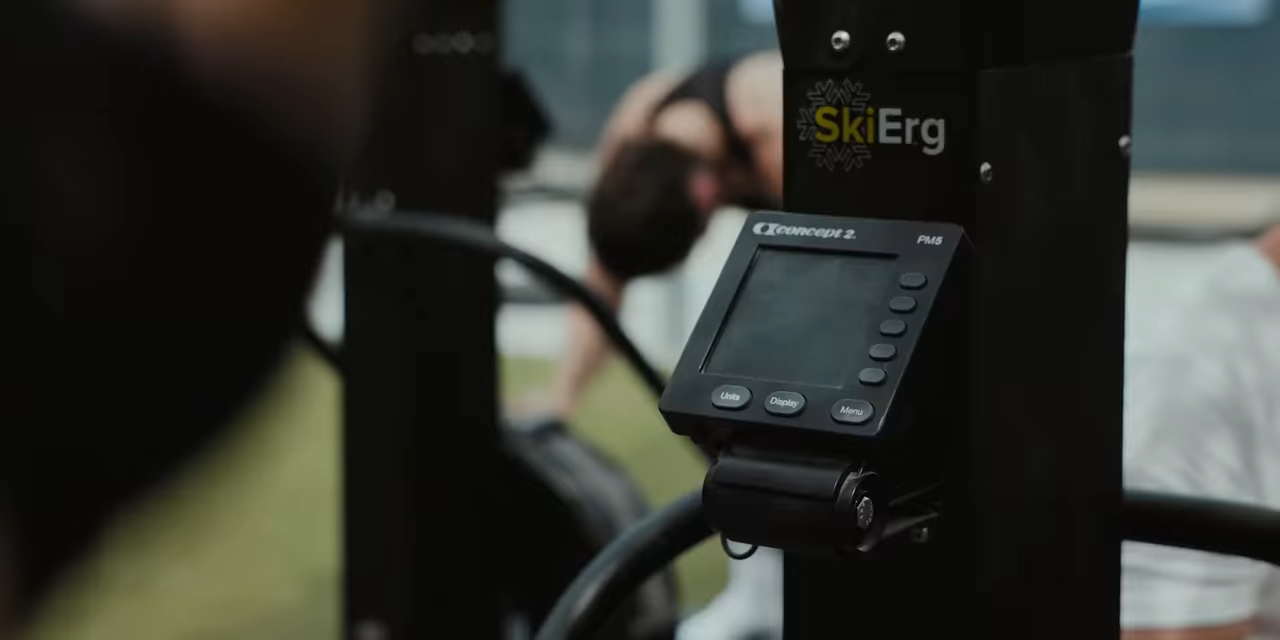 SkiErg
concept 2.
PM5
Units
Display
Menu